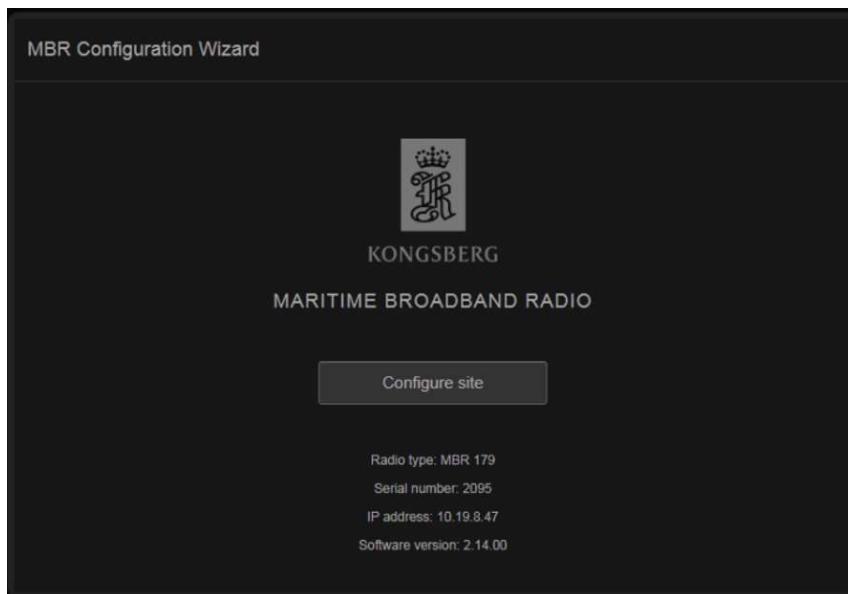 MBR Configuration Wizard
KONGSBERG
MARITIME BROADBAND RADIO
Configure site
Radio type: MBR 179
Serial number: 2095
IP address: 10.19.8.47
Software version: 2.14.00